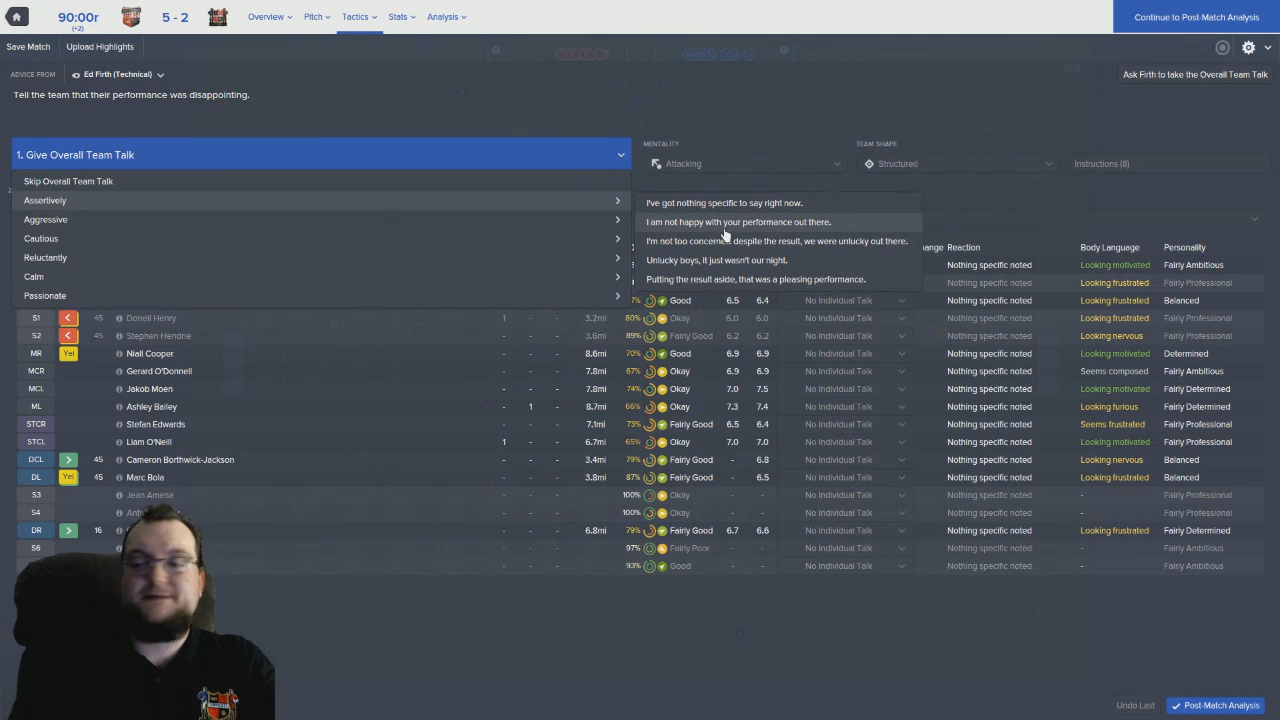 90:00r
(+2)
5 - 2
Overview
Pitch
Tactics
Stats
Analysis
Continue to Post-Match Analysis
Save Match
Upload Highlights
ADVICE FROM
Ed Firth (Technical)
Ask Firth to take the Overall Team Talk
Tell the team that their performance was disappointing.
1. Give Overall Team Talk
MENTALITY
TEAM SHAPE
Attacking
Structured
Instructions (8)
Skip Overall Team Talk
Assertively
Aggressive
Cautious
Reluctantly
Calm
Passionate
I've got nothing specific to say right now.
I am not happy with your performance out there.
I'm not too concerned despite the result, we were unlucky out there.
Unlucky boys, it just wasn't our night.
Putting the result aside, that was a pleasing performance.
Reaction Body Language Personality
Nothing specific noted Looking motivated Fairly Ambitious
Nothing specific noted Looking frustrated Fairly Professional
Good 6.5 6.4 No Individual Talk Nothing specific noted Looking frustrated Balanced
S1 45 Donell Henry 1 - - 3.2mi 80% Okay 6.0 6.0 No Individual Talk Nothing specific noted Looking frustrated Fairly Professional
S2 45 Stephen Hendrie - - - 3.6mi 89% Fairly Good 6.2 6.2 No Individual Talk Nothing specific noted Looking nervous Fairly Professional
MR Yel Niall Cooper - - - 8.6mi 70% Good 6.9 6.9 No Individual Talk Nothing specific noted Looking motivated Determined
MCR Gerard O'Donnell - - - 7.8mi 67% Okay 6.9 6.9 No Individual Talk Nothing specific noted Seems composed Fairly Ambitious
MCL Jakob Moen - - - 7.8mi 74% Okay 7.0 7.5 No Individual Talk Nothing specific noted Looking motivated Fairly Determined
ML Ashley Bailey - 1 - 8.7mi 66% Okay 7.3 7.4 No Individual Talk Nothing specific noted Looking furious Fairly Determined
STCR Stefan Edwards - - - 7.1mi 73% Fairly Good 6.5 6.4 No Individual Talk Nothing specific noted Seems frustrated Fairly Professional
STCL Liam O'Neill 1 - - 6.7mi 65% Okay 7.0 7.0 No Individual Talk Nothing specific noted Looking motivated Fairly Professional
DCL 45 Cameron Borthwick-Jackson - - - 3.4mi 79% Fairly Good - 6.8 No Individual Talk Nothing specific noted Looking nervous Balanced
DL Yel 45 Marc Bola - - - 3.8mi 87% Fairly Good - 6.5 No Individual Talk Nothing specific noted Looking frustrated Balanced
S3 Jean Amena - - - 100% Okay - - No Individual Talk Nothing specific noted - Fairly Professional
S4 - - - 100% Okay - - No Individual Talk Nothing specific noted - Fairly Professional
DR 16 - - - 6.8mi 79% Fairly Good 6.7 6.6 No Individual Talk Nothing specific noted Looking frustrated Fairly Determined
S6 - - - 97% Fairly Poor - - No Individual Talk Nothing specific noted - Fairly Ambitious
- - - 93% Good - - No Individual Talk Nothing specific noted - Fairly Ambitious
Undo Last
Post-Match Analysis